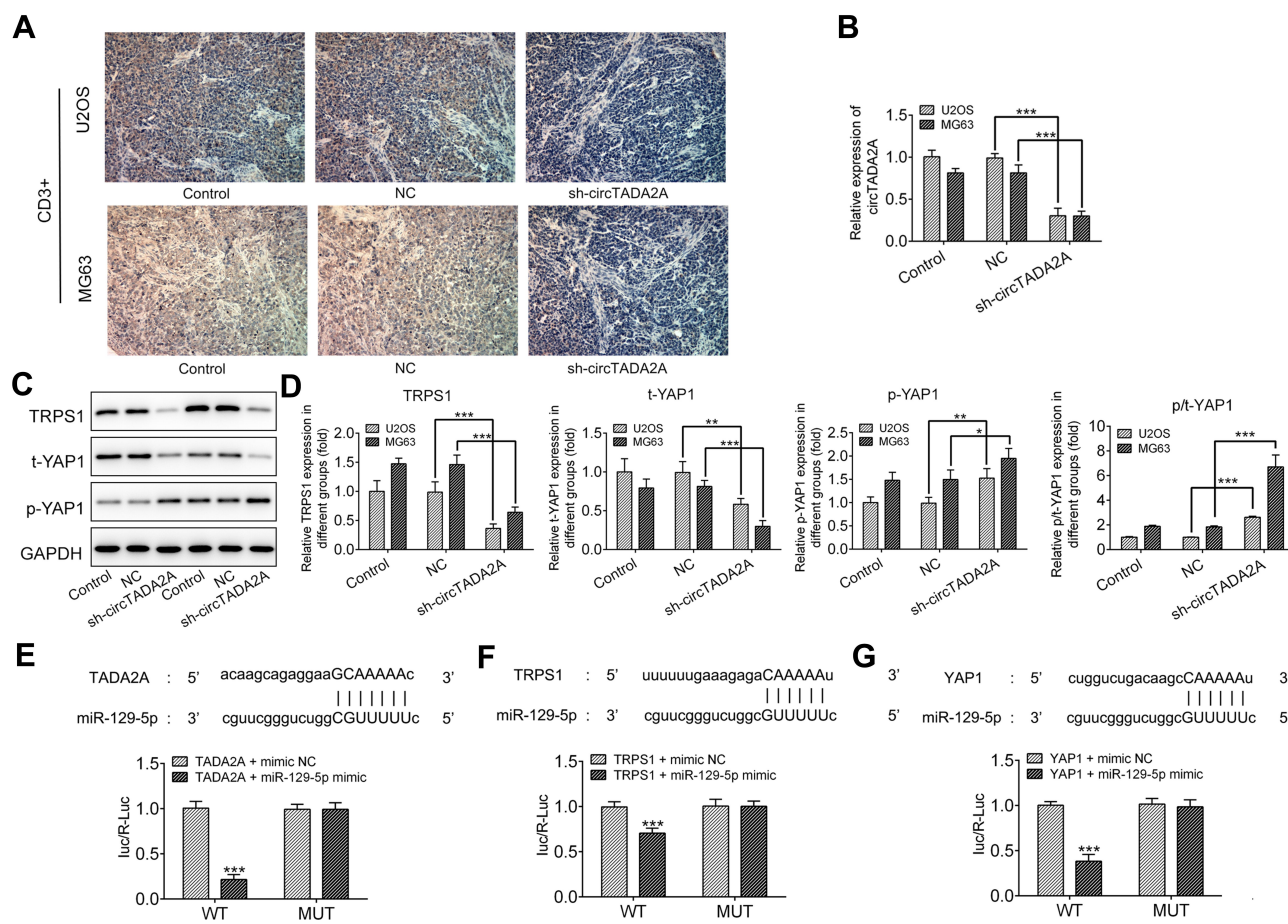 A
CD3+
U2OS
Control
NC
sh-circTADA2A
MG63
Control
NC
sh-circTADA2A
B
Relative expression of
circTADA2A
U2OS
MG63
1.5
1.0
0.5
0.0
***
***
Control
NC
sh-circTADA2A
C
TRPS1
t-YAP1
p-YAP1
GAPDH
Control
NC
sh-circTADA2A
Control
NC
sh-circTADA2A
D
TRPS1
Relative TRPS1 expression in
different groups (fold)
U2OS
MG63
2.0
1.5
1.0
0.5
0.0
***
***
Control
NC
sh-circTADA2A
t-YAP1
Relative t-YAP1 expression in
different groups (fold)
U2OS
MG63
1.5
1.0
0.5
0.0
**
***
Control
NC
sh-circTADA2A
p-YAP1
Relative p-YAP1 expression in
different groups (fold)
U2OS
MG63
2.5
2.0
1.5
1.0
0.5
0.0
**
*
Control
NC
sh-circTADA2A
p/t-YAP1
Relative p/t-YAP1 expression in
different groups (fold)
U2OS
MG63
10
8
6
4
2
0
***
***
Control
NC
sh-circTADA2A
E
TADA2A : 5’ acaagcagaggaaGCAAAAAc 3’
miR-129-5p : 3’ cguucgggucuggCGUUUUUc 5’
TADA2A + mimic NC
TADA2A + miR-129-5p mimic
luc/R-Luc
1.5
1.0
0.5
0.0
***
WT
MUT
F
TRPS1 : 5’ uuuuuugaaagagaCAAAAAu 3’
miR-129-5p : 3’ cguucgggucuggcGUUUUUc 5’
TRPS1 + mimic NC
TRPS1 + miR-129-5p mimic
luc/R-Luc
1.5
1.0
0.5
0.0
***
WT
MUT
G
YAP1 : 5’ cuggucugacaagcCAAAAAu 3’
miR-129-5p : 3’ cguucgggucuggcGUUUUUc 5’
YAP1 + mimic NC
YAP1 + miR-129-5p mimic
luc/R-Luc
1.5
1.0
0.5
0.0
***
WT
MUT